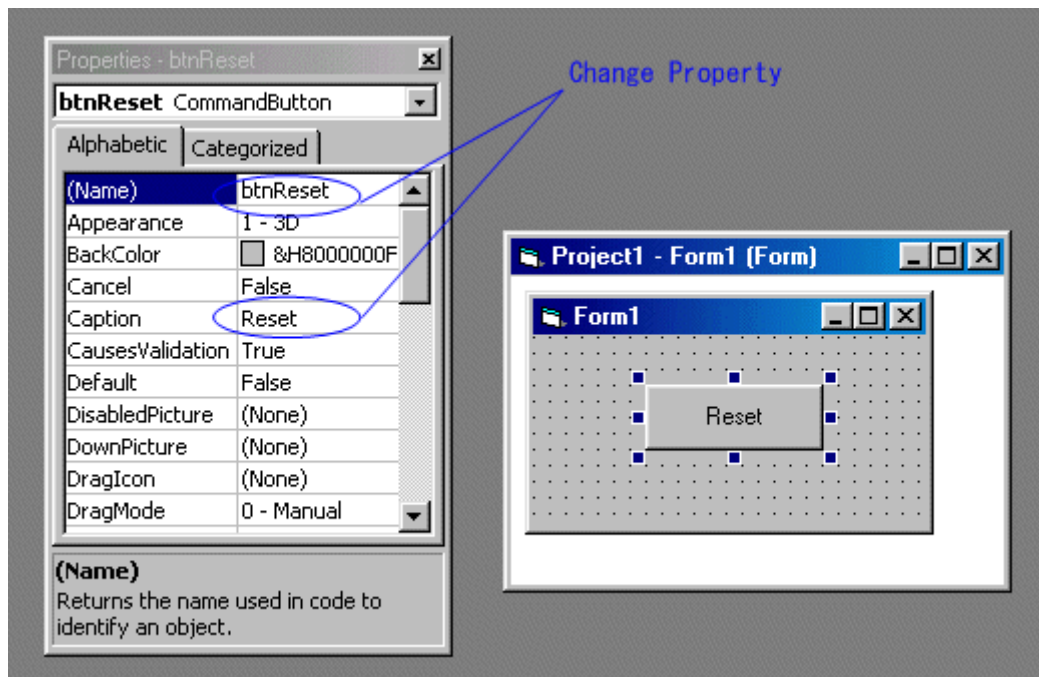 Properties - btnReset
Change Property
btnReset CommandButton
Alphabetic Categorized
(Name) btnReset
Appearance 1 - 3D
BackColor &H8000000F
Cancel False
Caption Reset
CausesValidation True
Default False
DisabledPicture (None)
DownPicture (None)
DragIcon (None)
DragMode 0 - Manual
(Name)
Returns the name used in code to
identify an object.
Project1 - Form1 (Form)
Form1
Reset